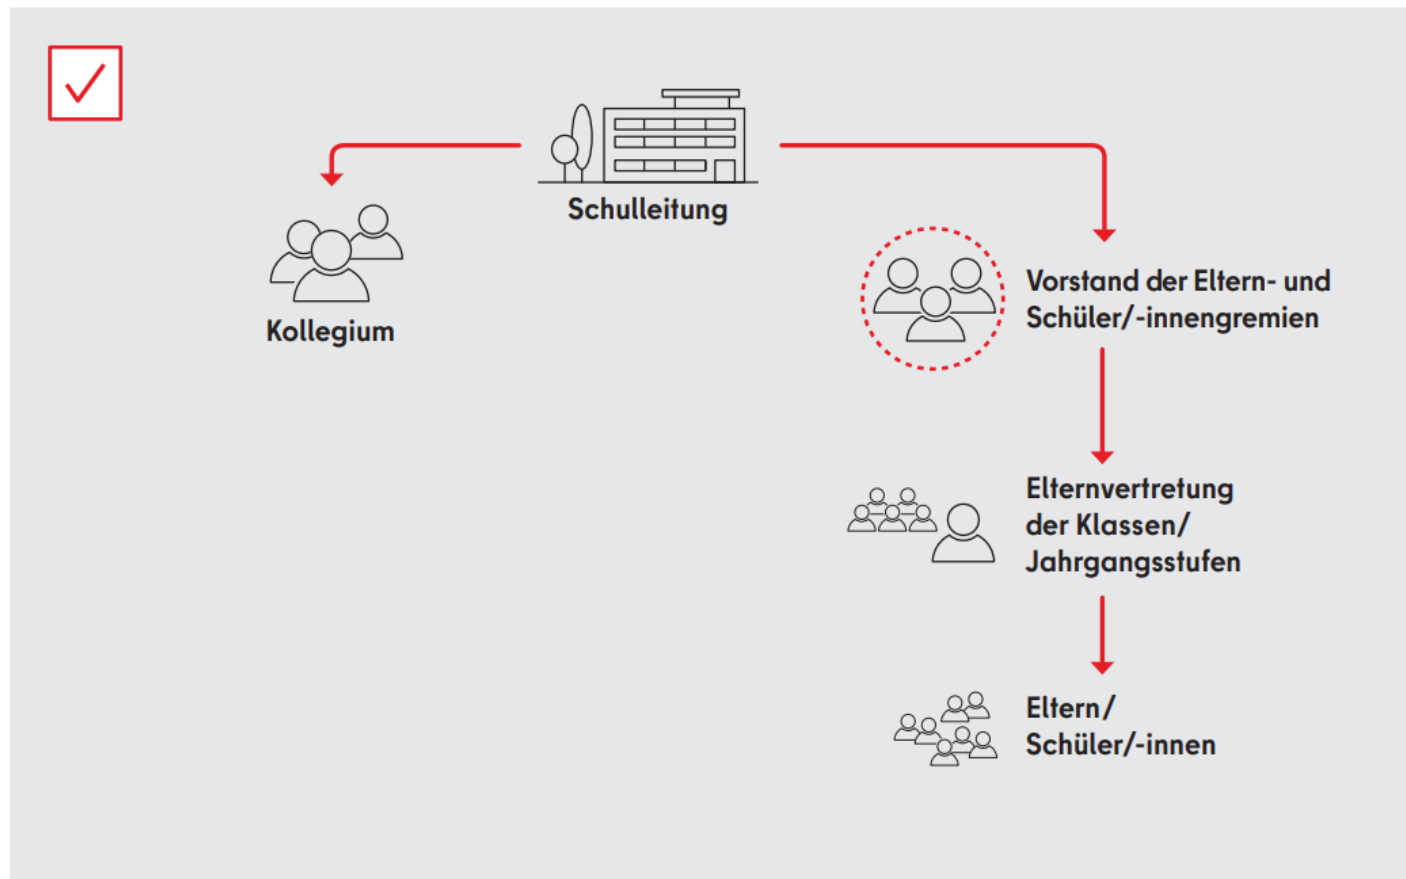 Schulleitung
Kollegium
Vorstand der Eltern- und
Schüler/-innengremien
Elternvertretung
der Klassen/
Jahrgangsstufen
Eltern/
Schüler/-innen